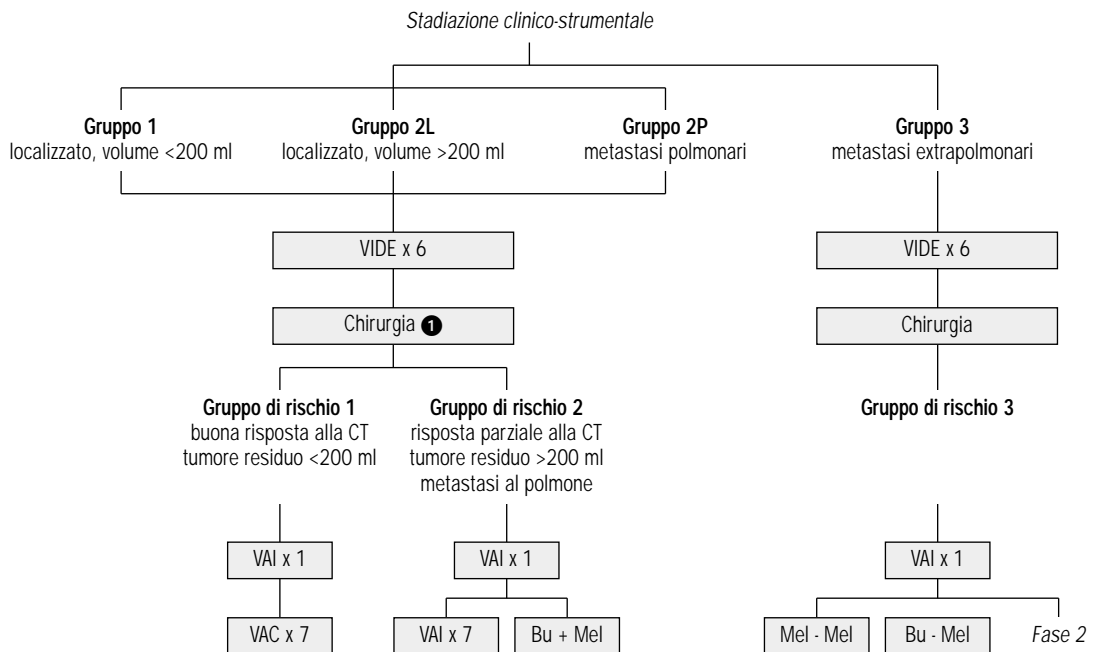 Stadiazione clinico-strumentale
Gruppo 1
localizzato, volume <200 ml
Gruppo 2L
localizzato, volume >200 ml
Gruppo 2P
metastasi polmonari
Gruppo 3
metastasi extrapolmonari
VIDE x 6
VIDE x 6
Chirurgia ❶
Chirurgia
Gruppo di rischio 1
buona risposta alla CT
tumore residuo <200 ml
Gruppo di rischio 2
risposta parziale alla CT
tumore residuo >200 ml
metastasi al polmone
Gruppo di rischio 3
VAI x 1
VAI x 1
VAI x 1
VAC x 7
VAI x 7
Bu + Mel
Mel - Mel
Bu - Mel
Fase 2